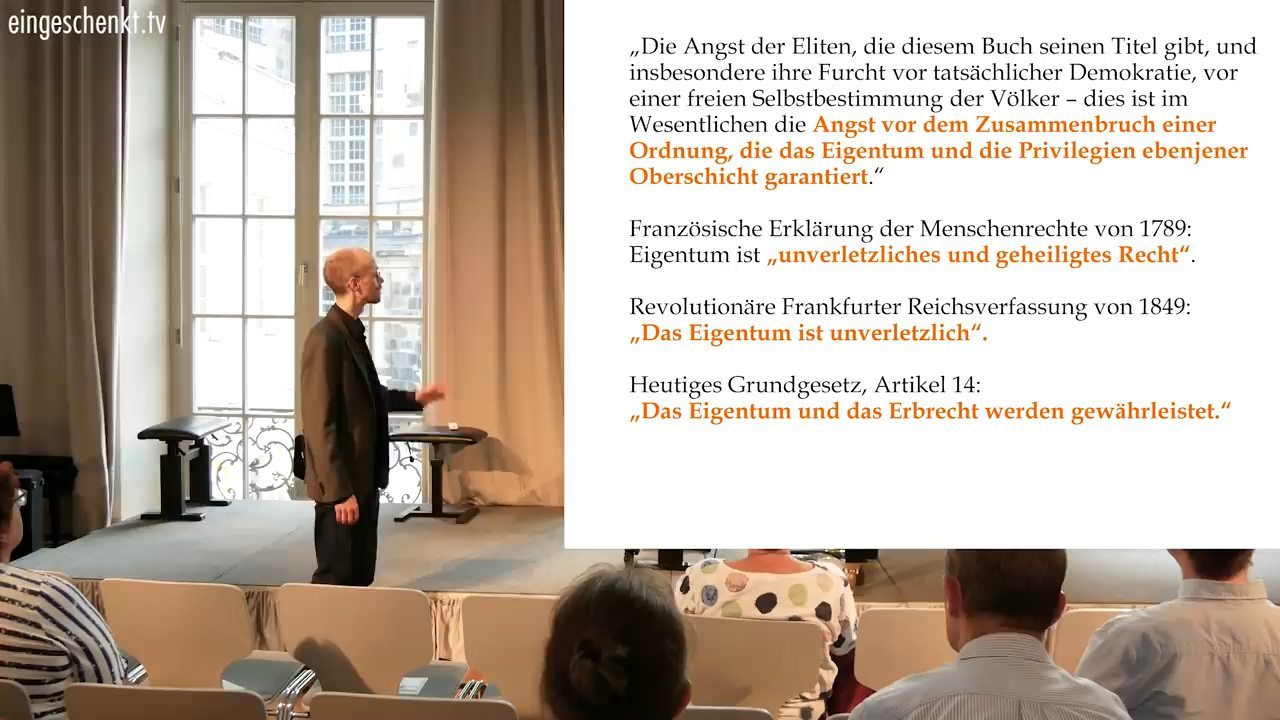 eingeschenkt.tv
„Die Angst der Eliten, die diesem Buch seinen Titel gibt, und
insbesondere ihre Furcht vor tatsächlicher Demokratie, vor
einer freien Selbstbestimmung der Völker – dies ist im
Wesentlichen die Angst vor dem Zusammenbruch einer
Ordnung, die das Eigentum und die Privilegien ebenjener
Oberschicht garantiert.“
Französische Erklärung der Menschenrechte von 1789:
Eigentum ist „unverletzliches und geheiligtes Recht“.
Revolutionäre Frankfurter Reichsverfassung von 1849:
„Das Eigentum ist unverletzlich“.
Heutiges Grundgesetz, Artikel 14:
„Das Eigentum und das Erbrecht werden gewährleistet.“